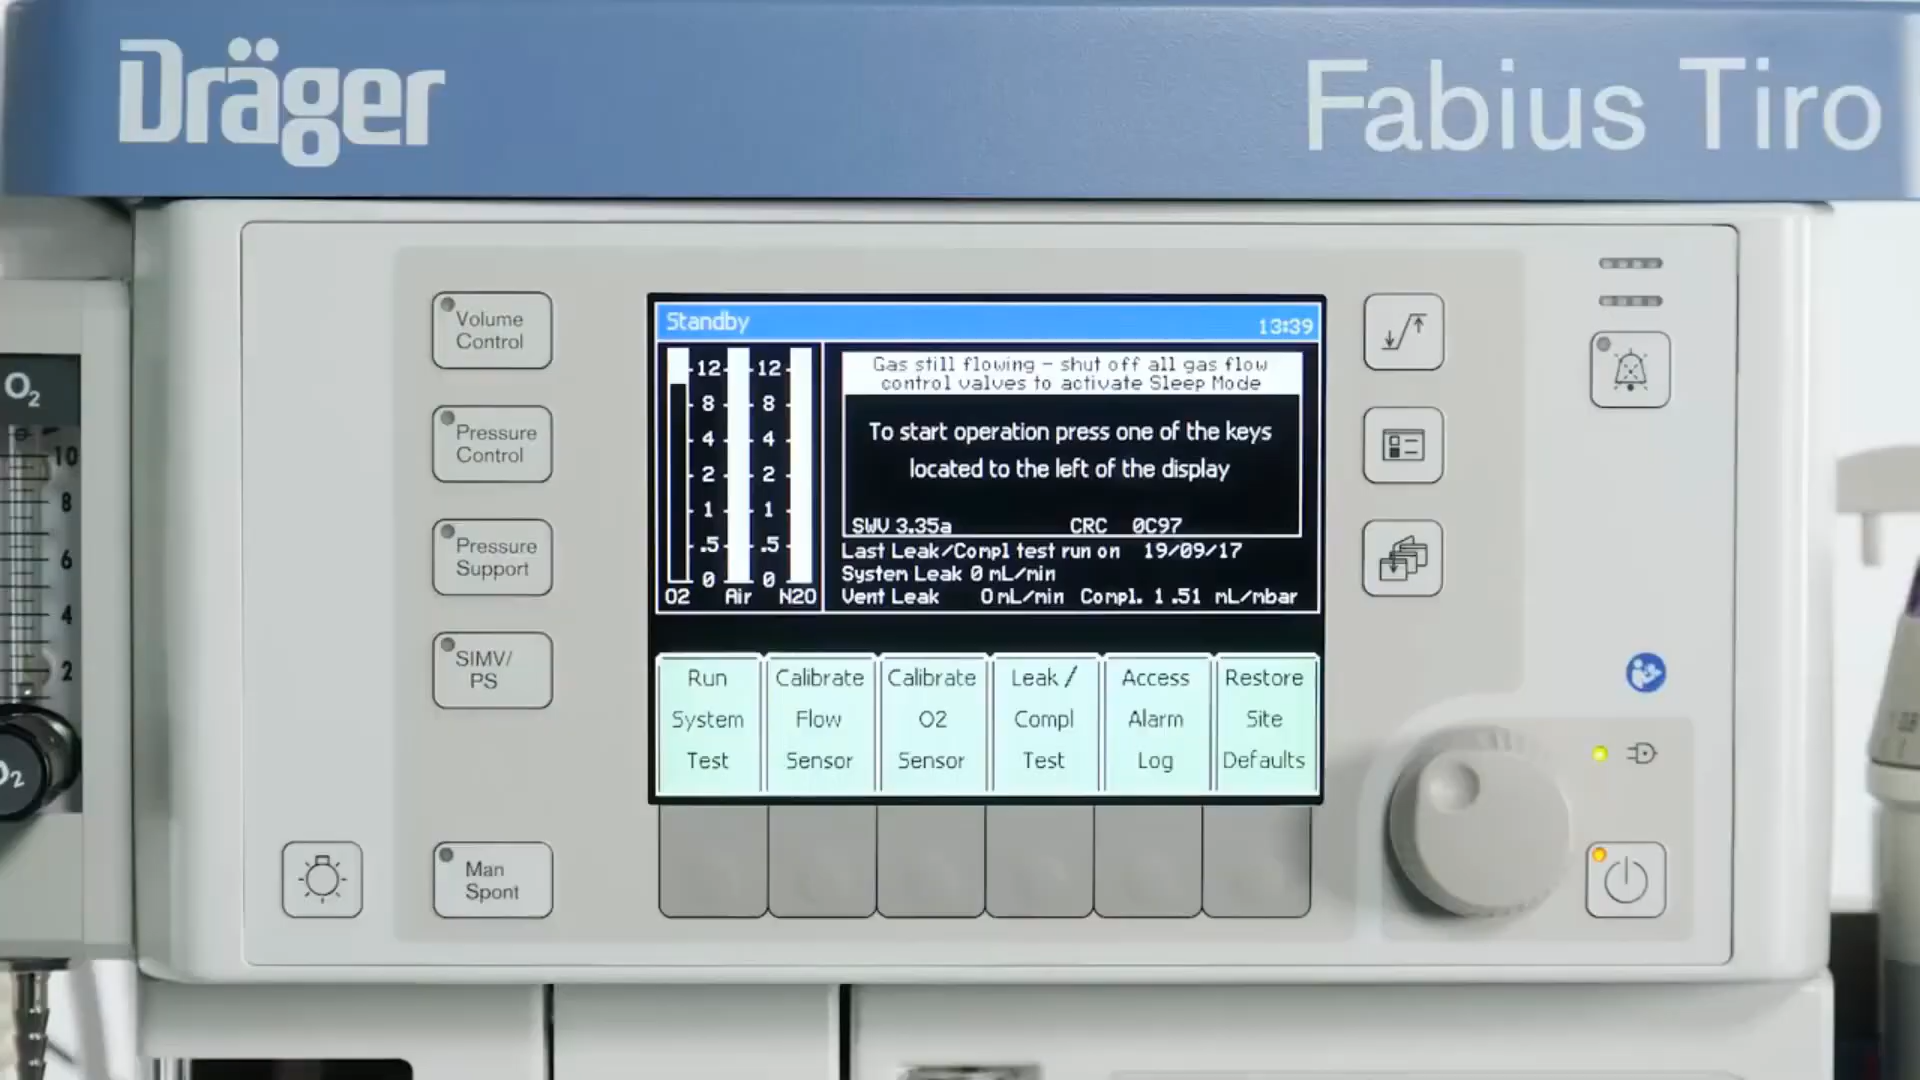 Dräger
Fabius Tiro
Volume
Control
Pressure
Control
Pressure
Support
SIMV/
PS
Man
Spont
Standby
13:39
12 12
8 8
4 4
2 2
1 1
.5 .5
0 0
O2 Air N2O
Gas still flowing - shut off all gas flow
control valves to activate Sleep Mode
To start operation press one of the keys
located to the left of the display
SWV 3.35a CRC 0C97
Last Leak/Compl test run on 19/09/17
System Leak 0 mL/min
Vent Leak 0 mL/min Compl. 1.51 mL/mbar
Run
System
Test
Calibrate
Flow
Sensor
Calibrate
O2
Sensor
Leak /
Compl
Test
Access
Alarm
Log
Restore
Site
Defaults
O2
10
8
6
4
2